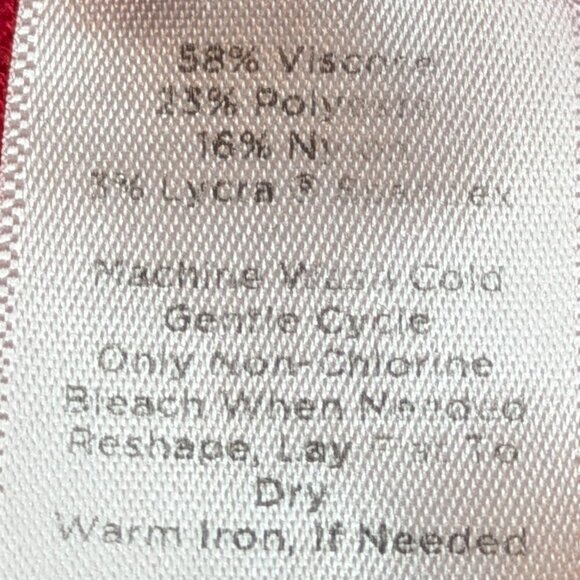 58% Viscose
23% Polyester
16% Nylon
3% Lycra ® Spandex
Machine Wash Cold
Gentle Cycle
Only Non-Chlorine
Bleach When Needed
Reshape, Lay Flat To
Dry
Warm Iron, If Needed